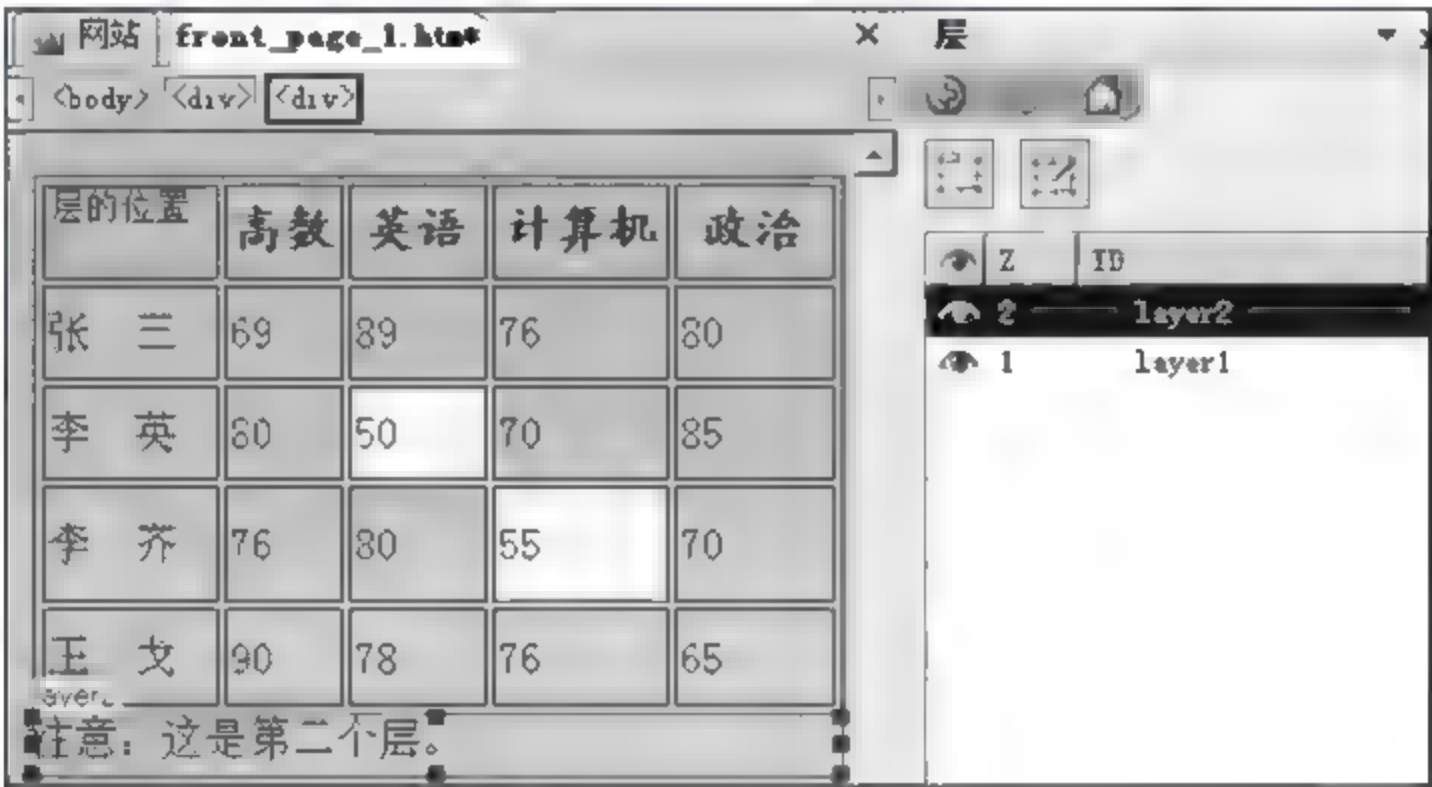 网站 front_page_1.htm*
层
<body> <div> <div>
层的位置 高数 英语 计算机 政治
Z ID
2 layer2
张 三 69 89 76 80
1 layer1
李 英 60 50 70 85
李 齐 76 80 55 70
王 戈 90 78 76 65
注意：这是第二个层。